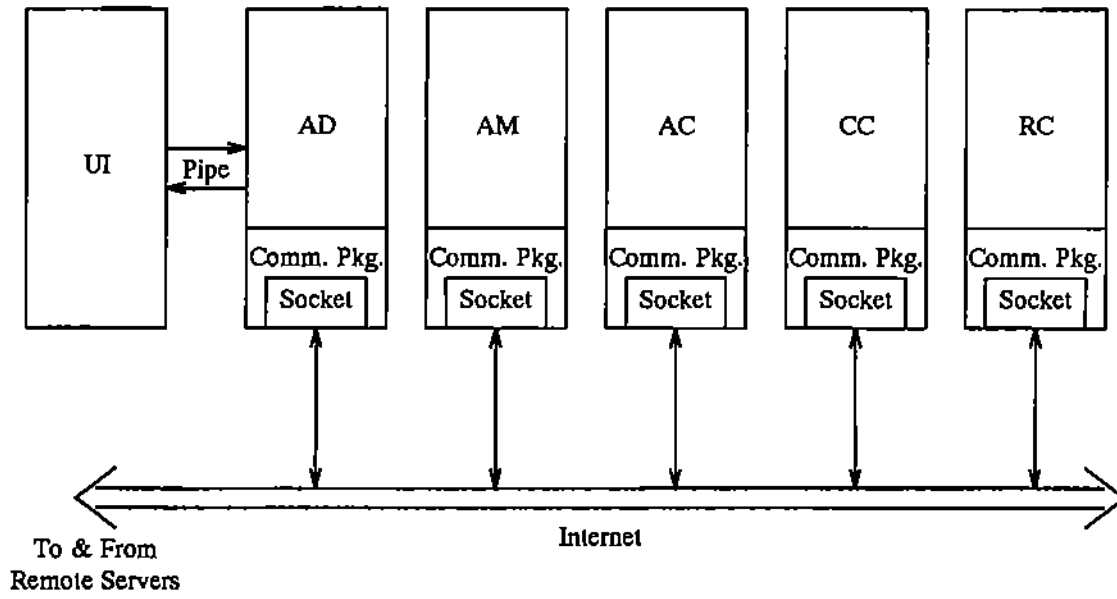 UI
Pipe
AD
AM
AC
CC
RC
Comm. Pkg.
Socket
Comm. Pkg.
Socket
Comm. Pkg.
Socket
Comm. Pkg.
Socket
Comm. Pkg.
Socket
Internet
To & From
Remote Servers